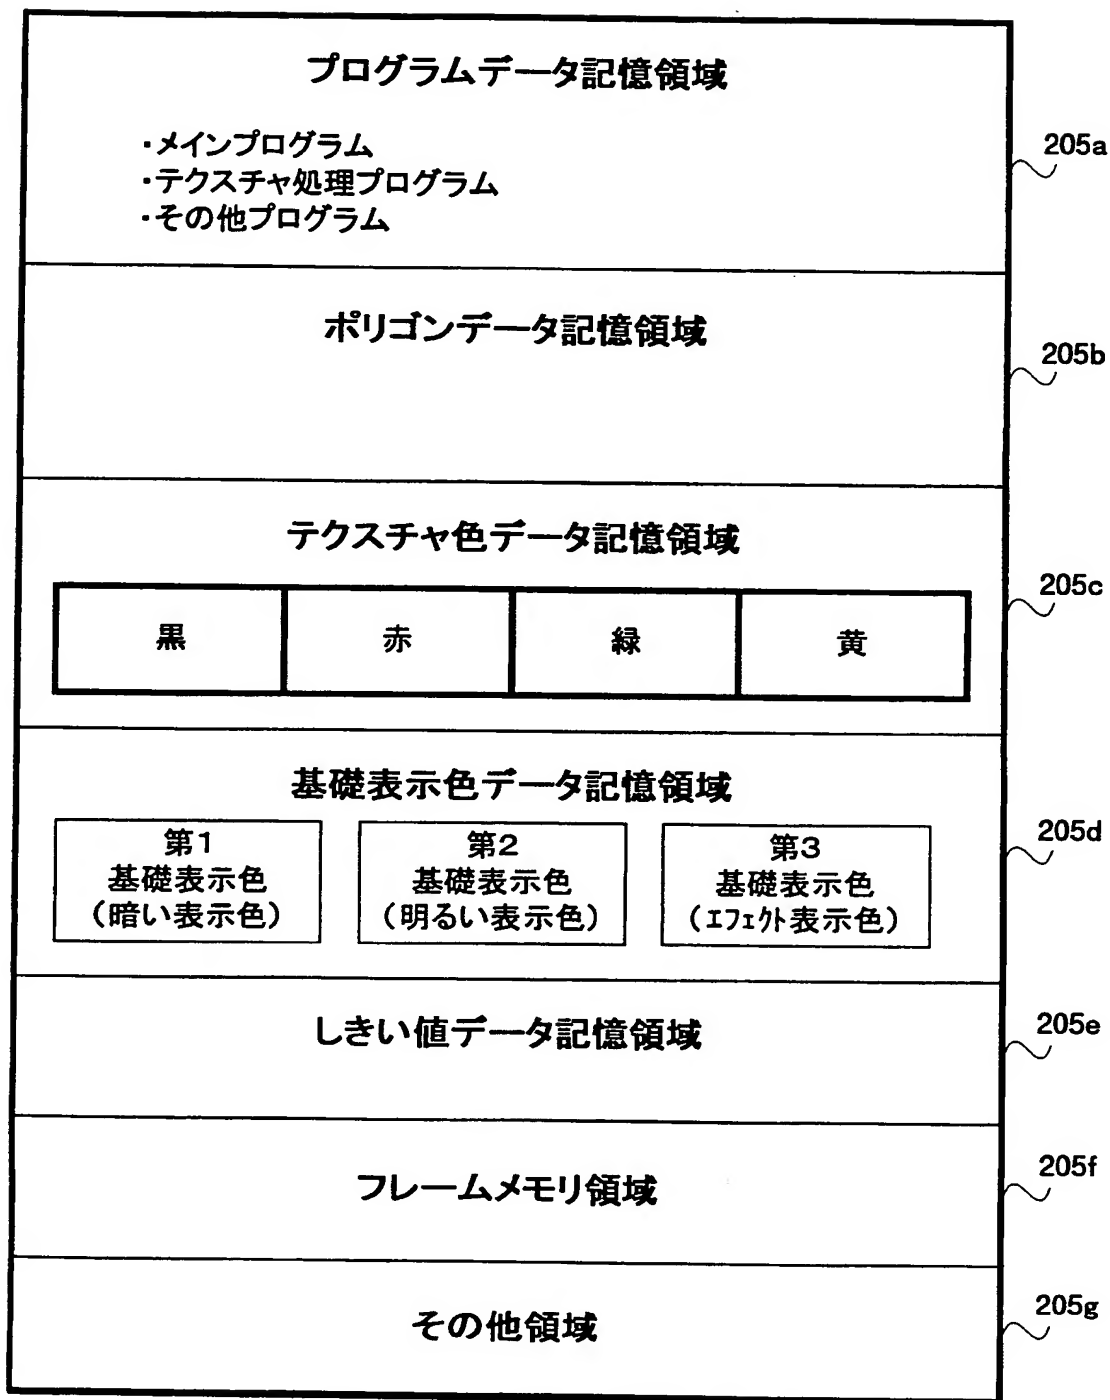 プログラムデータ記憶領域
・メインプログラム
・テクスチャ処理プログラム
・その他プログラム
205a
ポリゴンデータ記憶領域
205b
テクスチャ色データ記憶領域
205c
黒
赤
緑
黄
基礎表示色データ記憶領域
205d
第1
基礎表示色
(暗い表示色)
第2
基礎表示色
(明るい表示色)
第3
基礎表示色
(ｴﾌｪｸﾄ表示色)
しきい値データ記憶領域
205e
フレームメモリ領域
205f
その他領域
205g